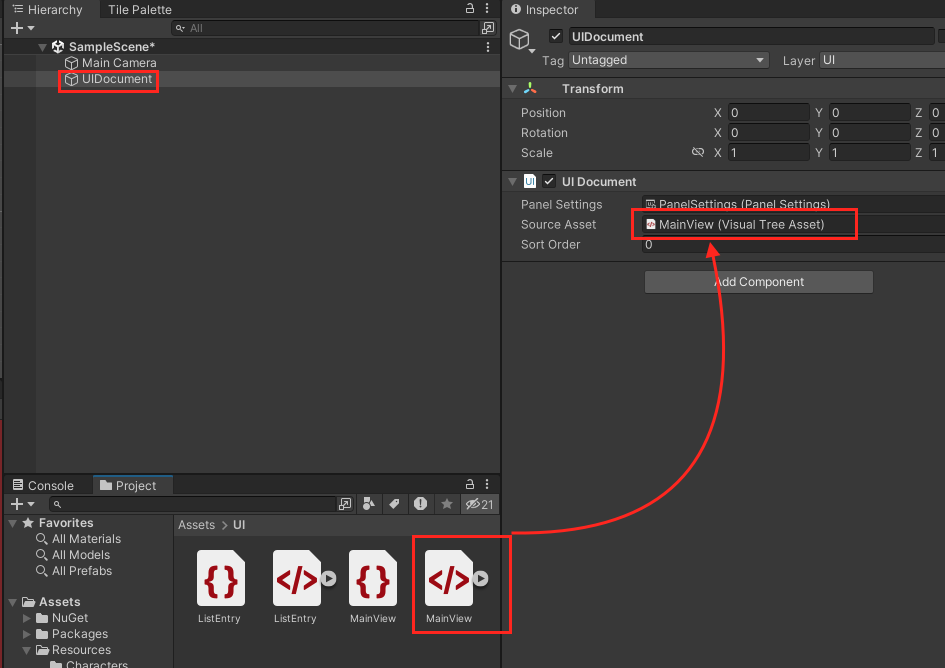 Hierarchy
Tile Palette
All
SampleScene*
Main Camera
UIDocument
Console
Project
21
Favorites
All Materials
All Models
All Prefabs
Assets
NuGet
Packages
Resources
Characters
Assets > UI
{ } </> { } </>
ListEntry ListEntry MainView MainView
Inspector
UIDocument
Tag Untagged Layer UI
Transform
Position X 0 Y 0 Z 0
Rotation X 0 Y 0 Z 0
Scale X 1 Y 1 Z 1
UI UI Document
Panel Settings PanelSettings (Panel Settings)
Source Asset MainView (Visual Tree Asset)
Sort Order 0
Add Component